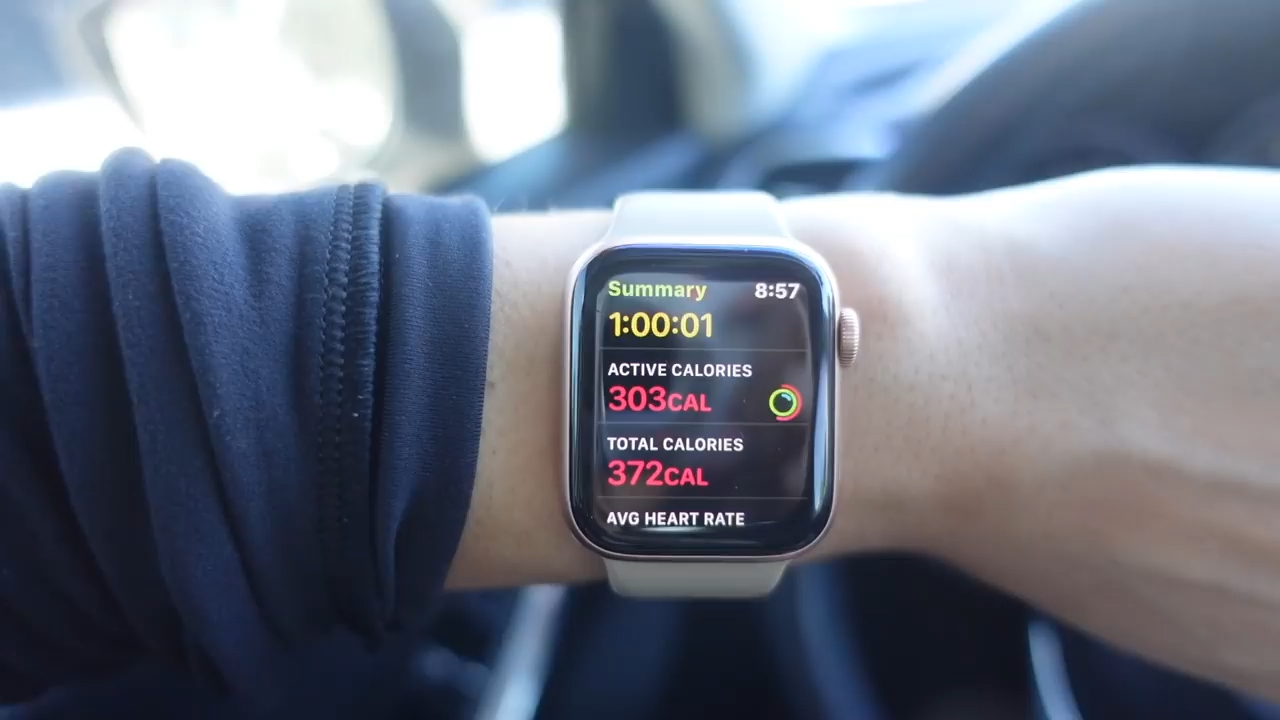 Summary 8:57
1:00:01
ACTIVE CALORIES
303CAL
TOTAL CALORIES
372CAL
AVG HEART RATE